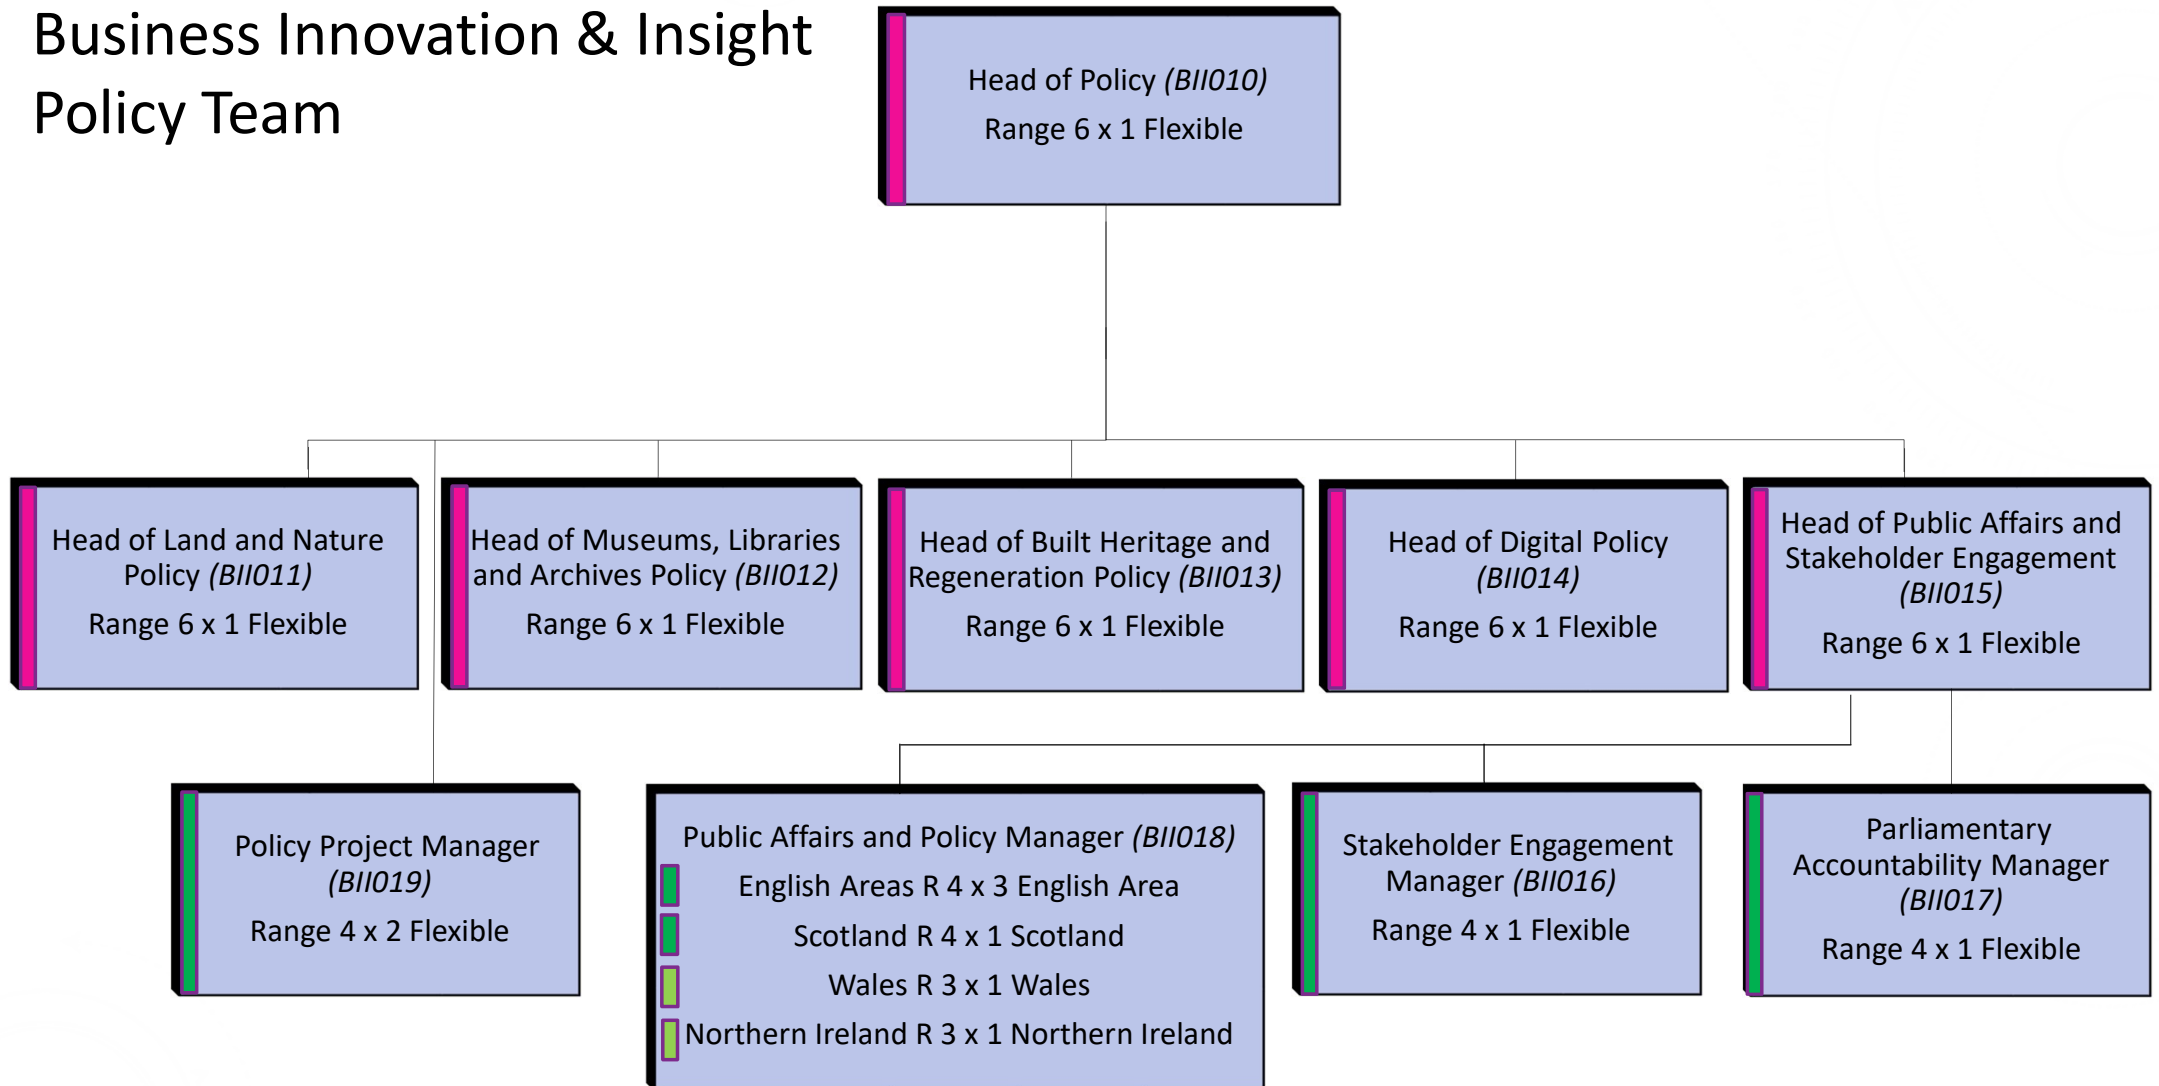 Business Innovation & Insight
Policy Team
Head of Policy (BII010)
Range 6 x 1 Flexible
Head of Land and Nature
Policy (BII011)
Range 6 x 1 Flexible
Head of Museums, Libraries
and Archives Policy (BII012)
Range 6 x 1 Flexible
Head of Built Heritage and
Regeneration Policy (BII013)
Range 6 x 1 Flexible
Head of Digital Policy
(BII014)
Range 6 x 1 Flexible
Head of Public Affairs and
Stakeholder Engagement
(BII015)
Range 6 x 1 Flexible
Policy Project Manager
(BII019)
Range 4 x 2 Flexible
Public Affairs and Policy Manager (BII018)
English Areas R 4 x 3 English Area
Scotland R 4 x 1 Scotland
Wales R 3 x 1 Wales
Northern Ireland R 3 x 1 Northern Ireland
Stakeholder Engagement
Manager (BII016)
Range 4 x 1 Flexible
Parliamentary
Accountability Manager
(BII017)
Range 4 x 1 Flexible